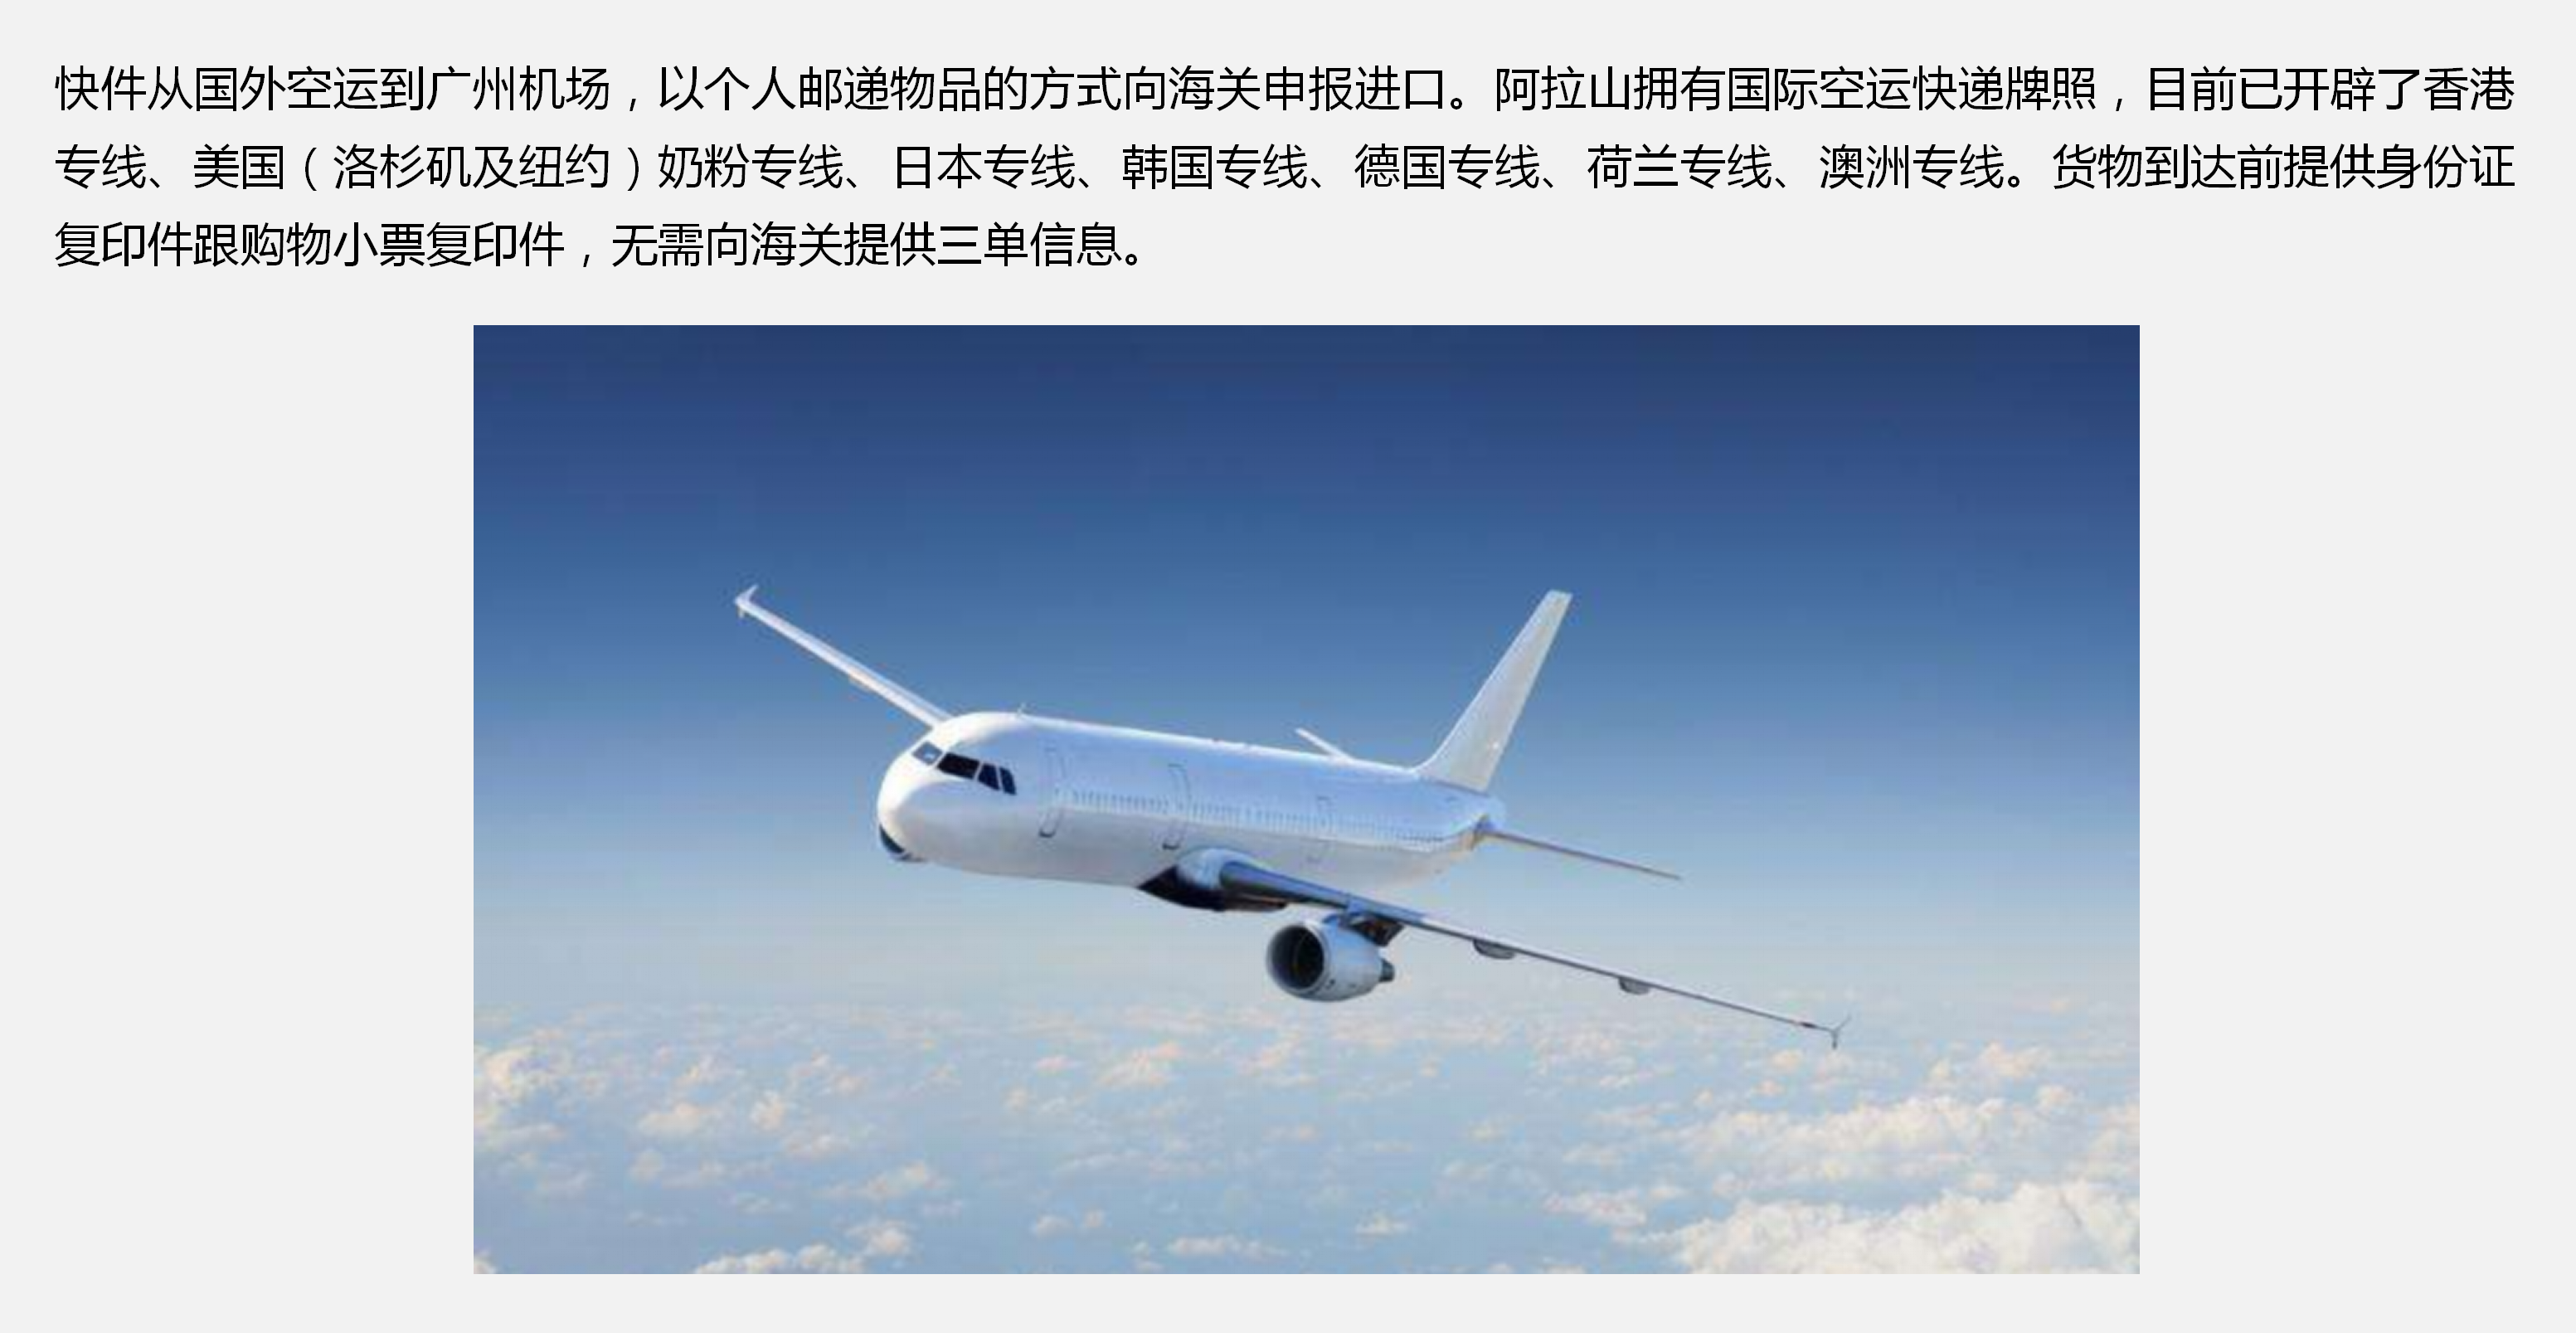 快件从国外空运到广州机场，以个人邮递物品的方式向海关申报进口。阿拉山拥有国际空运快递牌照，目前已开辟了香港
专线、美国（洛杉矶及纽约）奶粉专线、日本专线、韩国专线、德国专线、荷兰专线、澳洲专线。货物到达前提供身份证
复印件跟购物小票复印件，无需向海关提供三单信息。